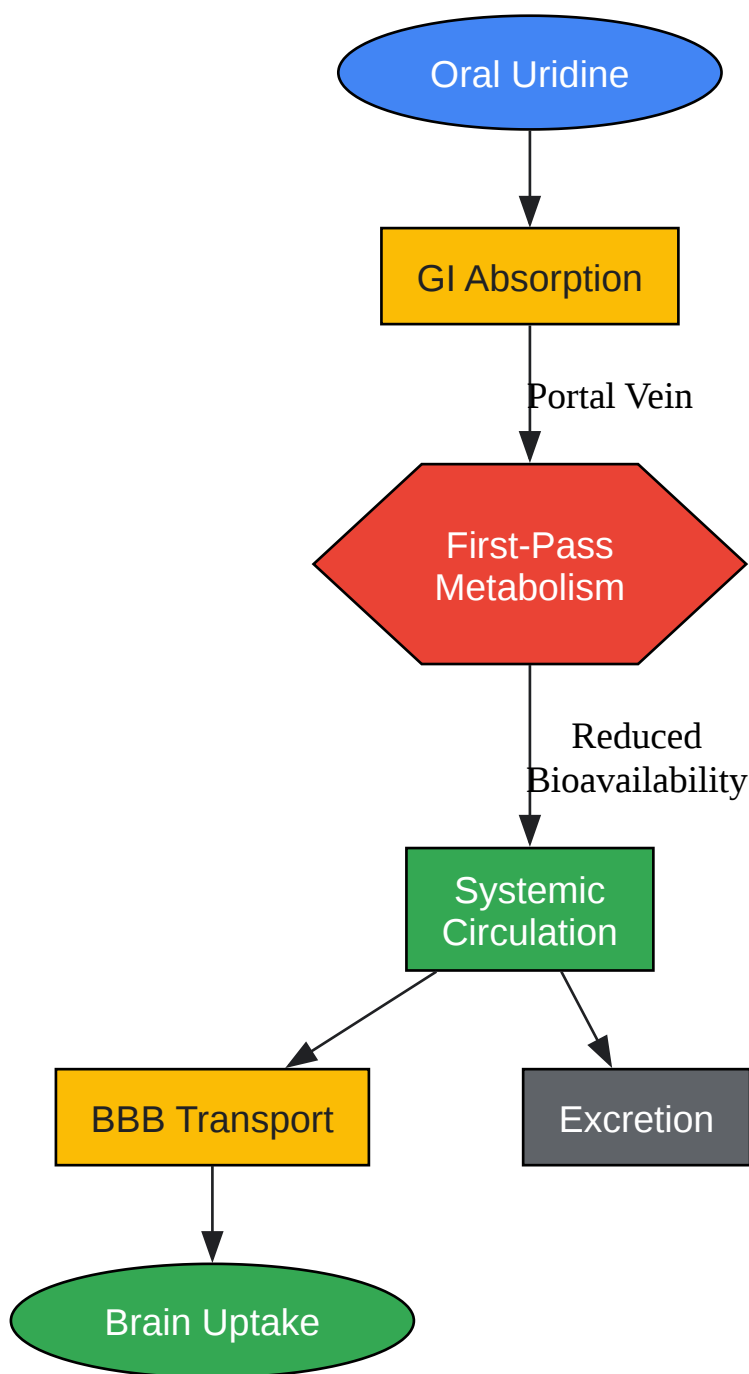 Oral Uridine
GI Absorption
Portal Vein
First-Pass
Metabolism
Reduced
Bioavailability
Systemic
Circulation
BBB Transport
Excretion
Brain Uptake